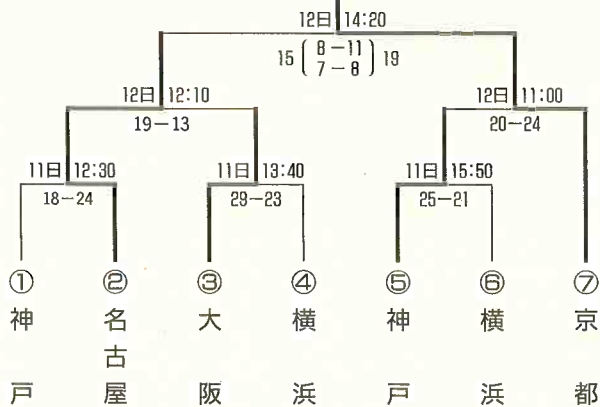 12日 14:20
15 (8－11 7－8) 19
12日 12:10
19－13
12日 11:00
20－24
11日 12:30
18－24
11日 13:40
29－23
11日 15:50
25－21
① 神戸
② 名古屋
③ 大阪
④ 横浜
⑤ 神戸
⑥ 横浜
⑦ 京都